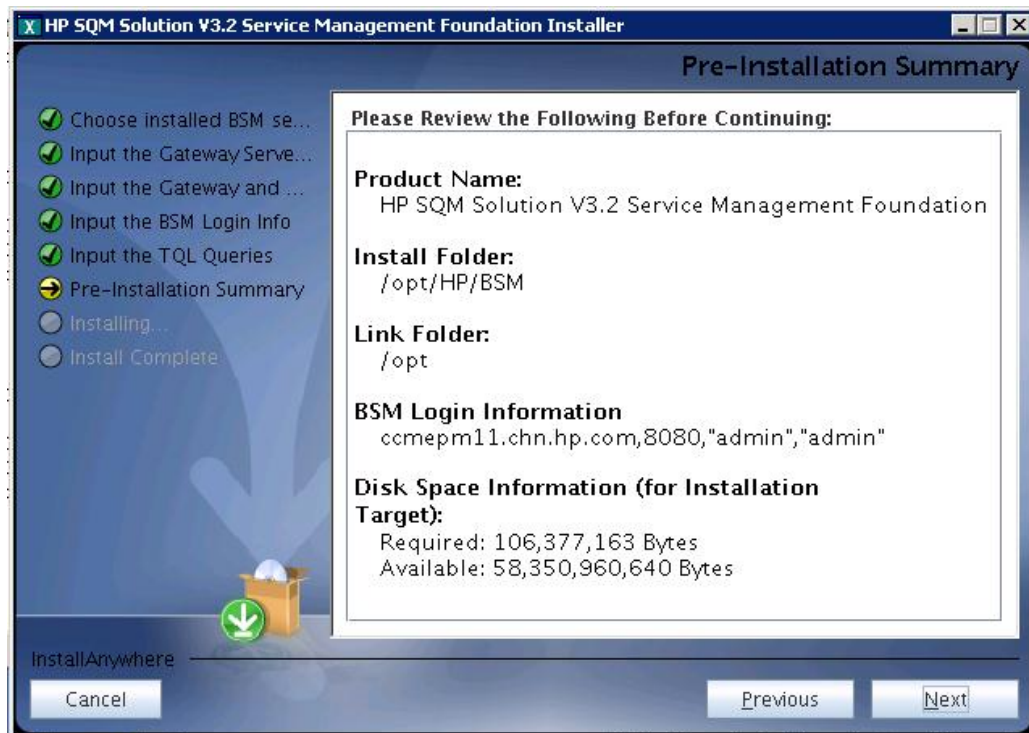 HP SQM Solution V3.2 Service Management Foundation Installer
Pre-Installation Summary
Choose installed BSM se...
Input the Gateway Serve...
Input the Gateway and ...
Input the BSM Login Info
Input the TQL Queries
Pre-Installation Summary
Installing...
Install Complete
Please Review the Following Before Continuing:
Product Name:
HP SQM Solution V3.2 Service Management Foundation
Install Folder:
/opt/HP/BSM
Link Folder:
/opt
BSM Login Information
ccmepm11.chn.hp.com,8080,"admin","admin"
Disk Space Information (for Installation
Target):
Required: 106,377,163 Bytes
Available: 58,350,960,640 Bytes
InstallAnywhere
Cancel
Previous
Next